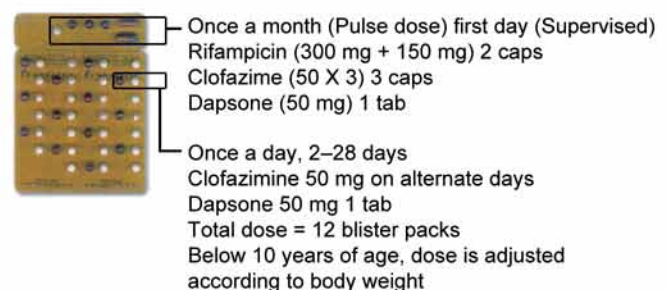 Once a month (Pulse dose) first day (Supervised)
Rifampicin (300 mg + 150 mg) 2 caps
Clofazime (50 X 3) 3 caps
Dapsone (50 mg) 1 tab
Once a day, 2–28 days
Clofazimine 50 mg on alternate days
Dapsone 50 mg 1 tab
Total dose = 12 blister packs
Below 10 years of age, dose is adjusted
according to body weight